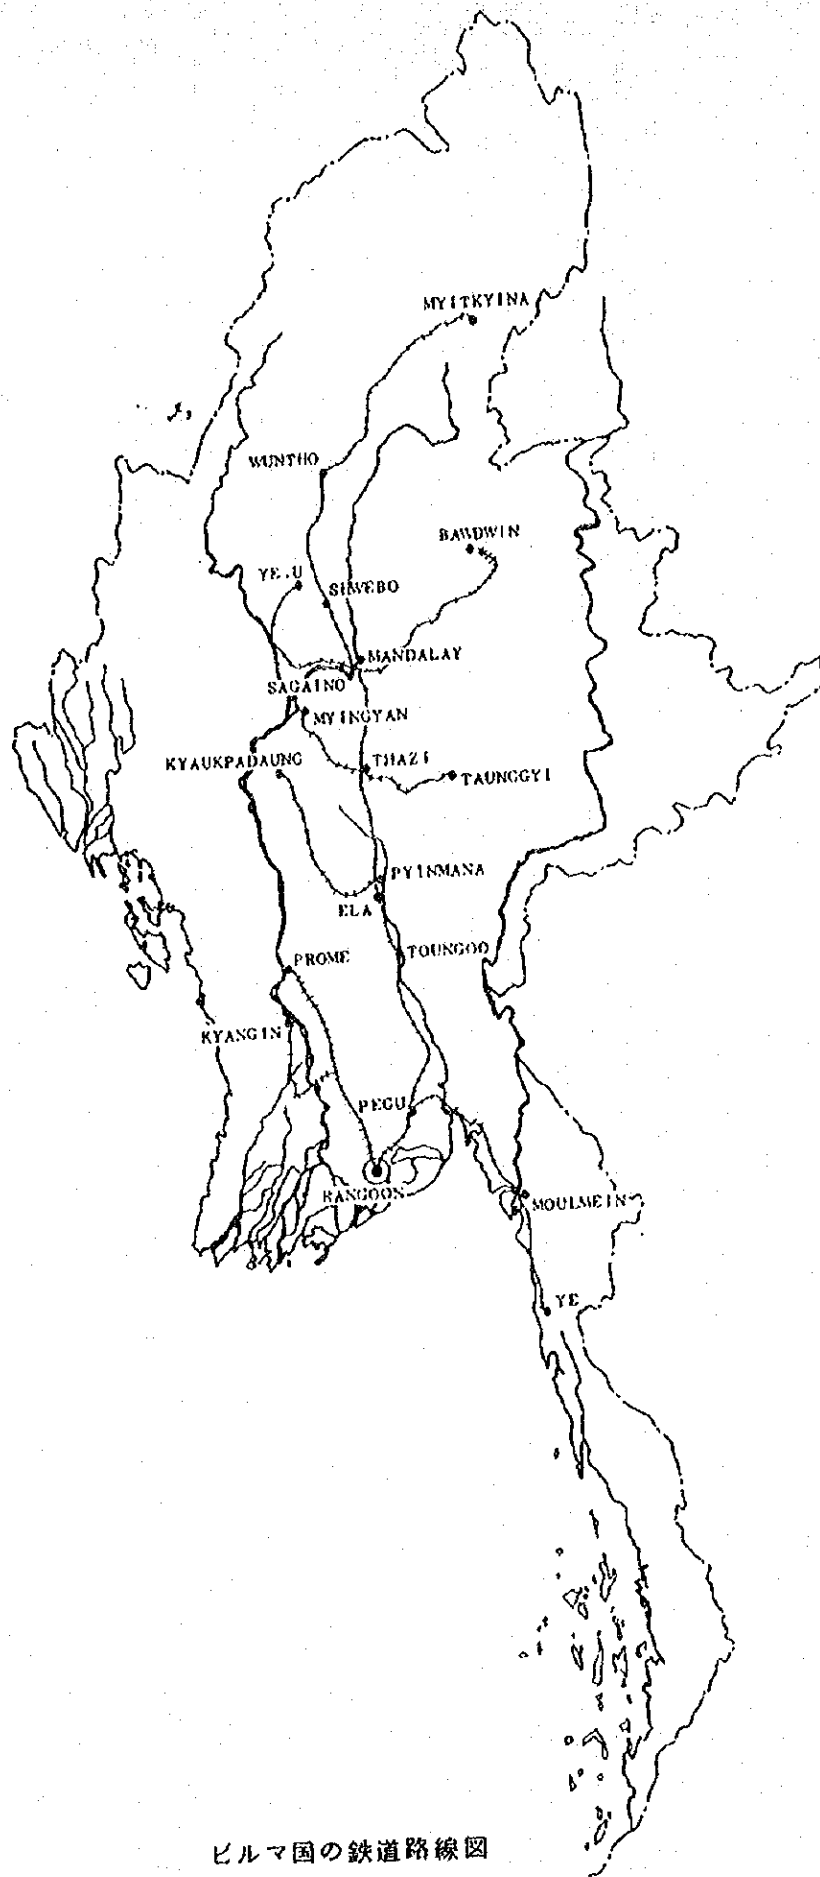 MYITKYINA
WUNTHO
BAWDWIN
YE.U
SHWEBO
MANDALAY
SAGAINO
MYINGYAN
KYAUKPADAUNG
THAZI
TAUNGGYI
PYINMANA
ELA
TOUNGOO
PROME
KYANGIN
PEGU
RANGOON
MOULMEIN
YE
ビルマ国の鉄道路線図